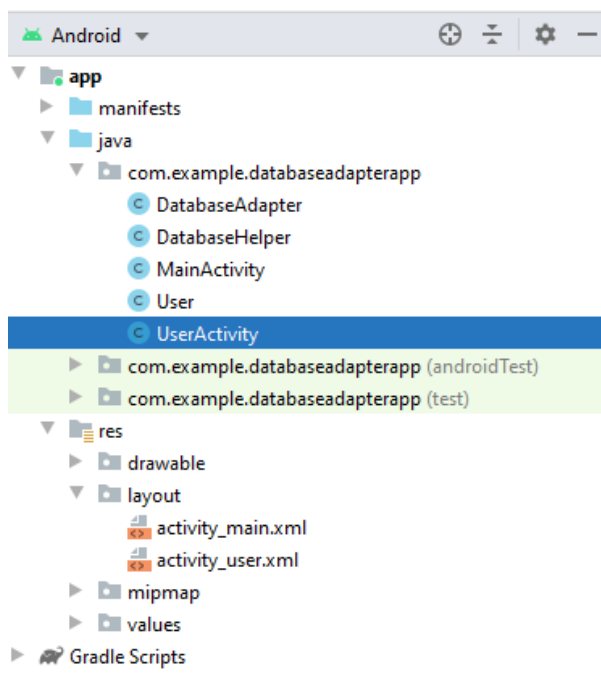 Android
app
manifests
java
com.example.databaseadapterapp
C DatabaseAdapter
C DatabaseHelper
C MainActivity
C User
C UserActivity
com.example.databaseadapterapp (androidTest)
com.example.databaseadapterapp (test)
res
drawable
layout
activity_main.xml
activity_user.xml
mipmap
values
Gradle Scripts